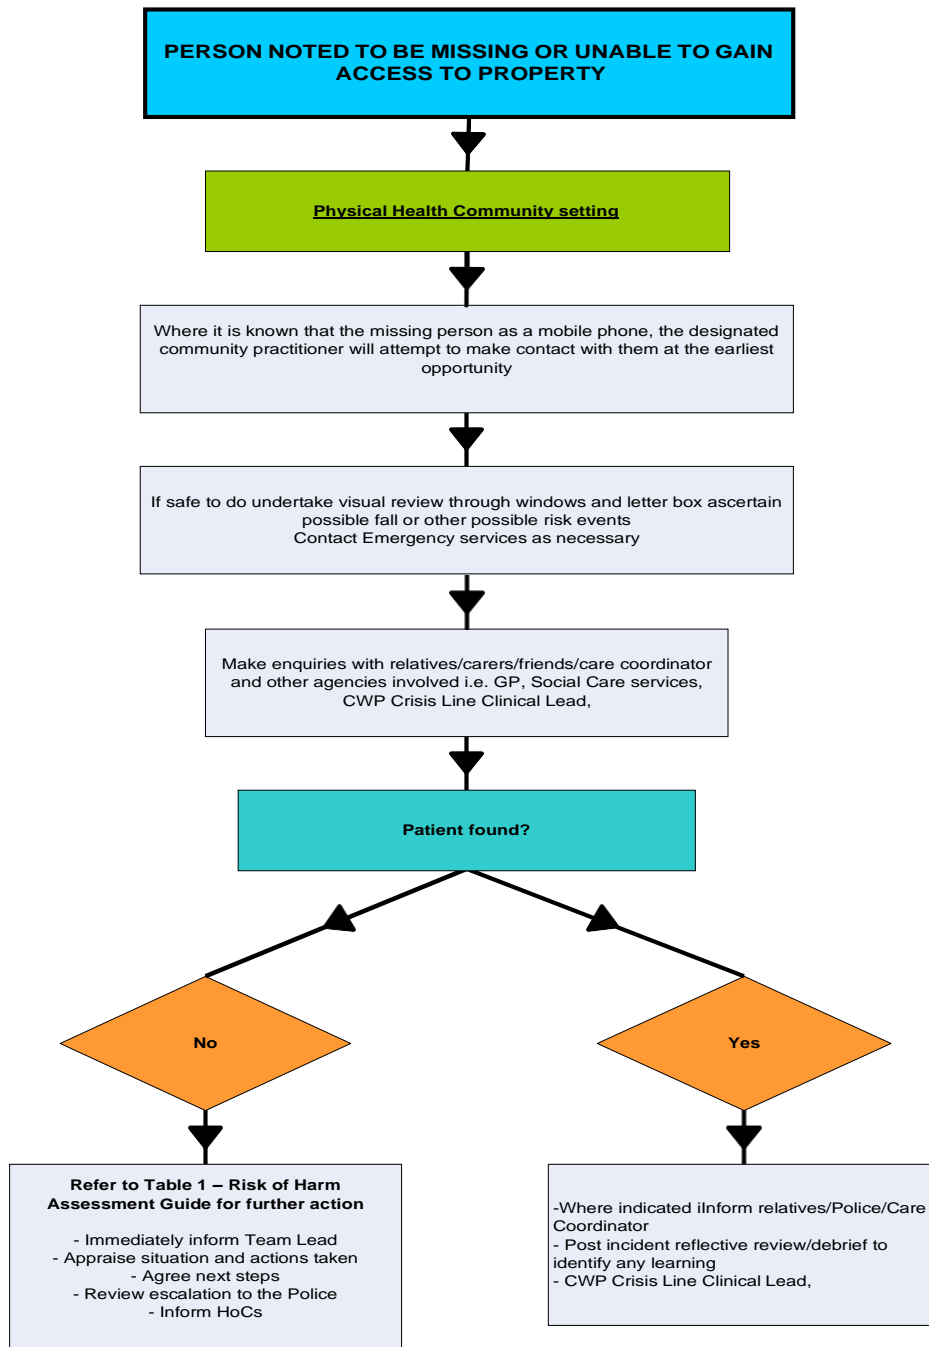 PERSON NOTED TO BE MISSING OR UNABLE TO GAIN
ACCESS TO PROPERTY
Physical Health Community setting
Where it is known that the missing person as a mobile phone, the designated
community practitioner will attempt to make contact with them at the earliest
opportunity
If safe to do undertake visual review through windows and letter box ascertain
possible fall or other possible risk events
Contact Emergency services as necessary
Make enquiries with relatives/carers/friends/care coordinator
and other agencies involved i.e. GP, Social Care services,
CWP Crisis Line Clinical Lead,
Patient found?
No
Yes
Refer to Table 1 – Risk of Harm
Assessment Guide for further action
- Immediately inform Team Lead
- Appraise situation and actions taken
- Agree next steps
- Review escalation to the Police
- Inform HoCs
-Where indicated iInform relatives/Police/Care
Coordinator
- Post incident reflective review/debrief to
identify any learning
- CWP Crisis Line Clinical Lead,